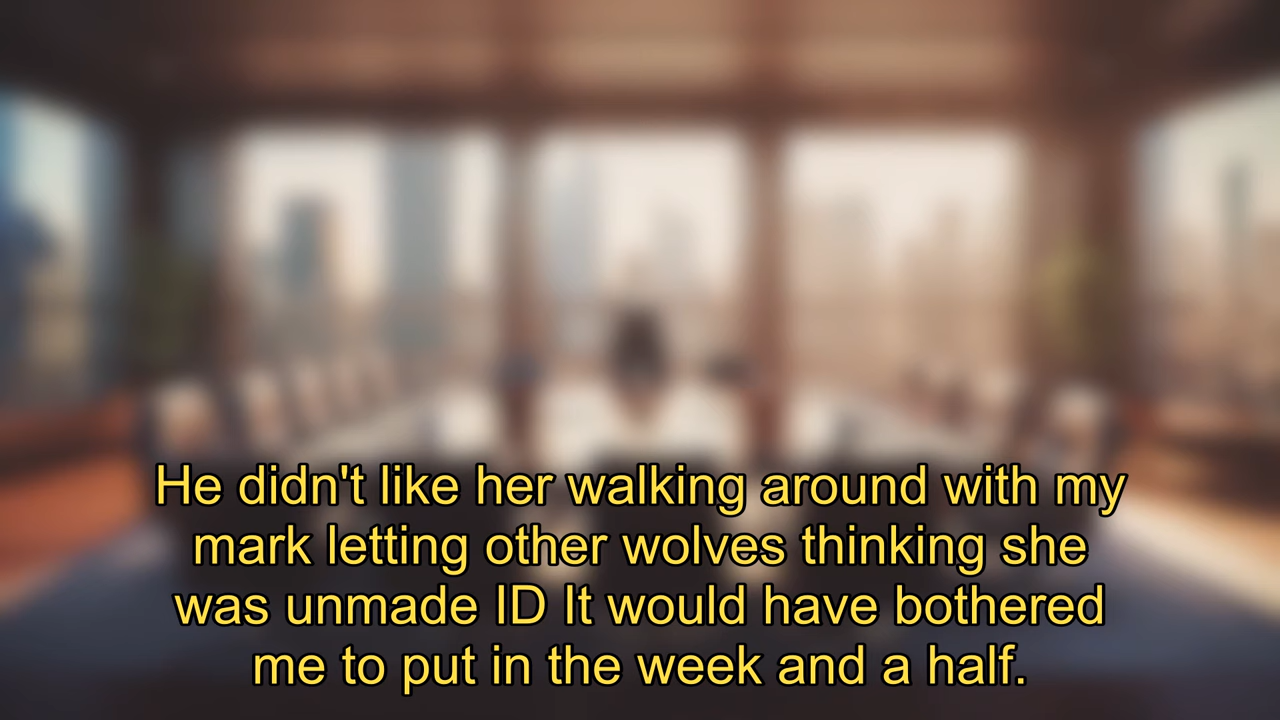 He didn't like her walking around with my
mark letting other wolves thinking she
was unmade ID It would have bothered
me to put in the week and a half.